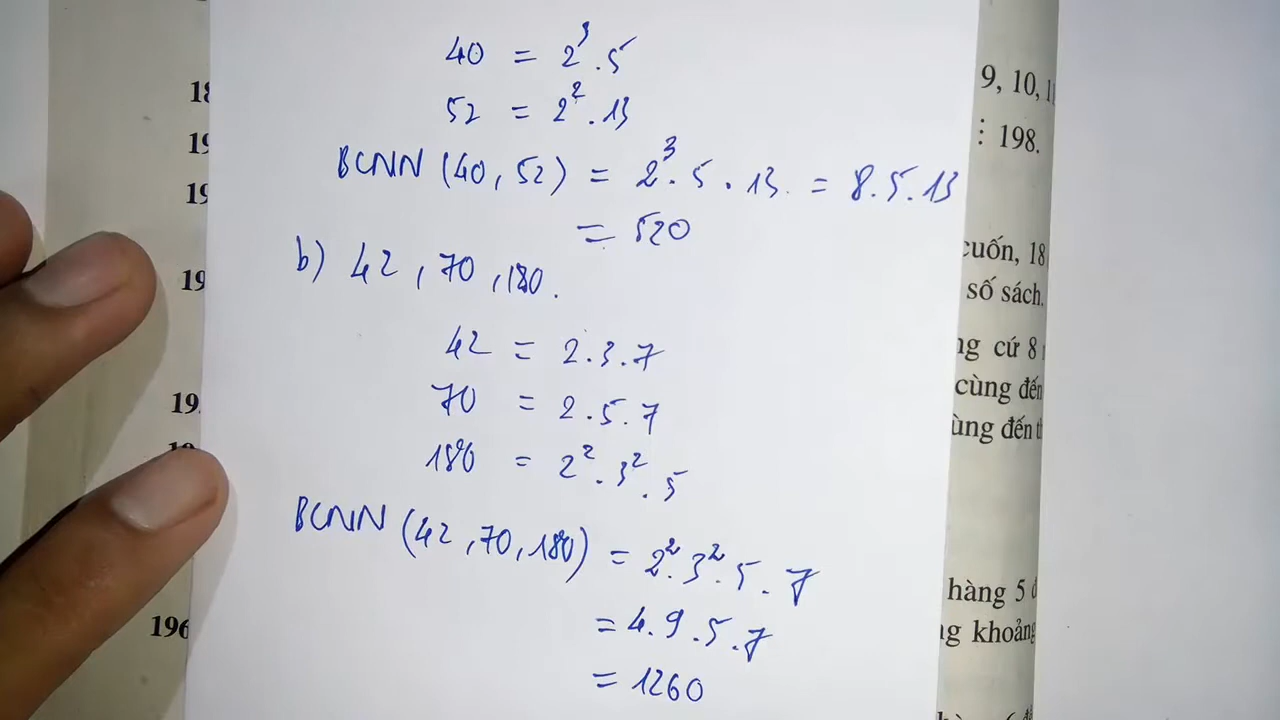 40 = 2³.5
52 = 2².13
BCNN (40, 52) = 2³.5.13. = 8.5.13
= 520
b) 42, 70, 180.
42 = 2.3.7
70 = 2.5.7
180 = 2².3².5
BCNN (42, 70, 180) = 2².3².5.7
= 4.9.5.7
= 1260
19
19
196
9, 10,
⋮ 198.
cuốn, 18
số sách.
cứ 8
cùng đến
đến
hàng 5
khoảng